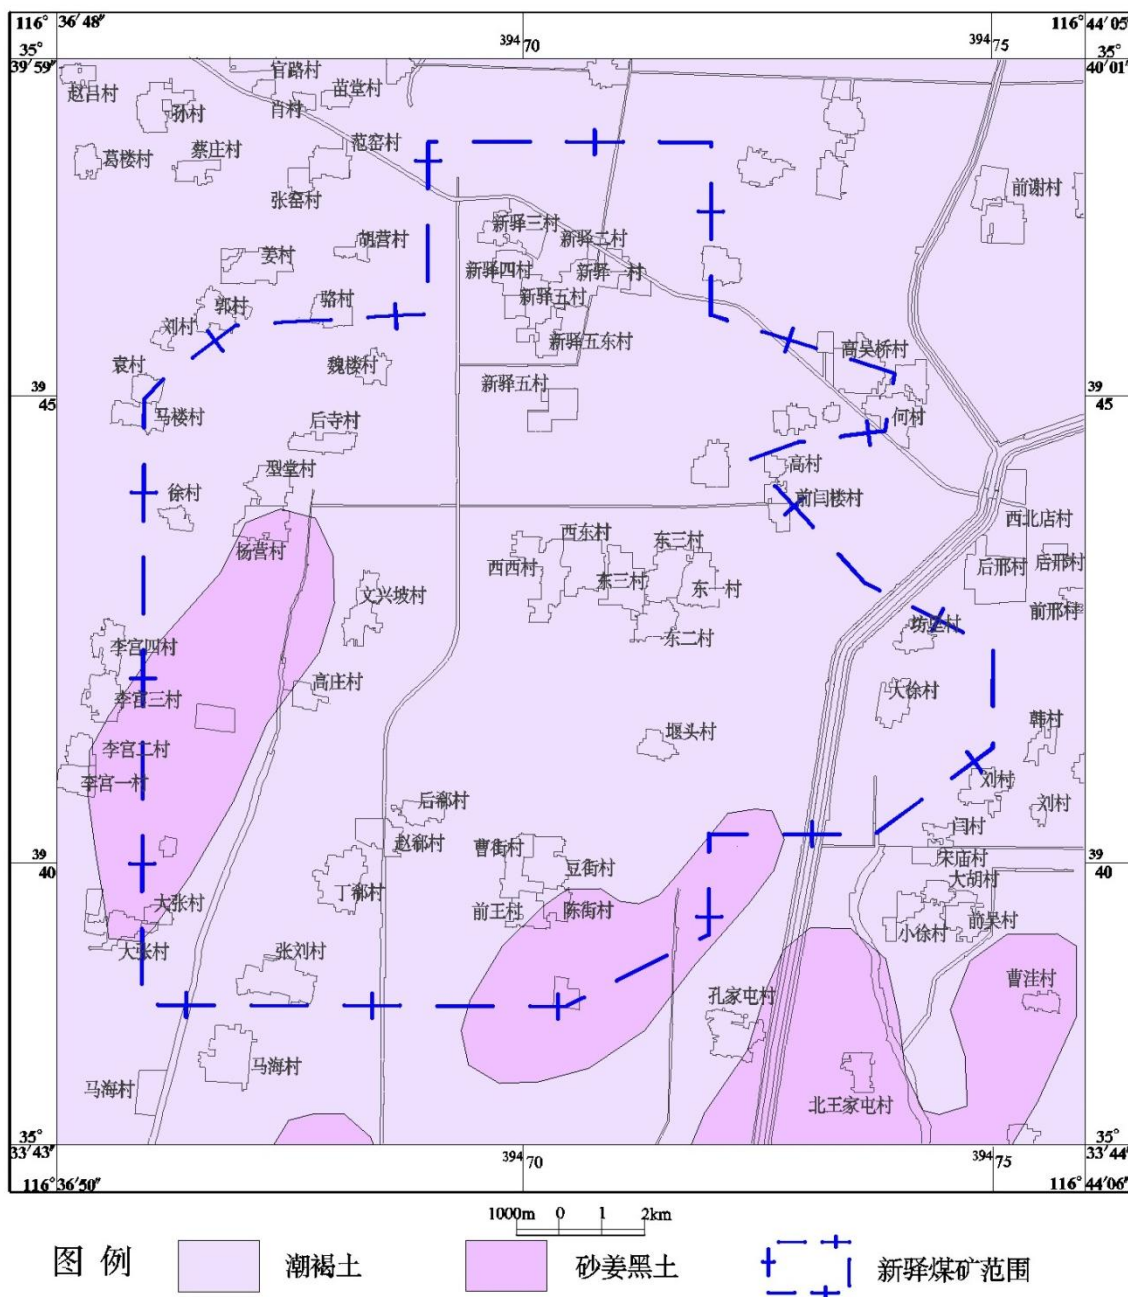 116° 36′48″ 39470 39475 116°44′05″
35° 39′59″ 35° 40′01″
赵吕村 孙村 官路村 肖村 苗堂村
葛楼村 蔡庄村 范窑村 张窑村 前谢村
姜村 胡营村 新驿三村 新驿二村
新驿四村 新驿一村
郭村 骆村 新驿五村
刘村 新驿五东村
袁村 魏楼村 新驿五村 高吴桥村
39 45 39 45
马楼村 后寺村 何村
型堂村 高村
徐村 前闫楼村 西北店村
杨营村 西东村 东三村
西西村 东三村 东一村 后邢村 后邢村
文兴坡村 东二村 坊里村 前邢村
李宫四村
李宫三村 高庄村 大徐村
李宫二村 堰头村 韩村
李宫一村 后郗村 刘村 刘村
赵郗村 曹街村 闫村
39 40 豆街村 宋庙村 39 40
丁郗村 大胡村
大张村 前王村 陈街村 小徐村 前吴村
大张村 张刘村
孔家屯村 曹洼村
马海村
马海村 北王家屯村
35° 33′43″ 35° 33′44″
116°36′50″ 39470 39475 116°44′06″
1000m 0 1 2km
图 例 潮褐土 砂姜黑土 新驿煤矿范围